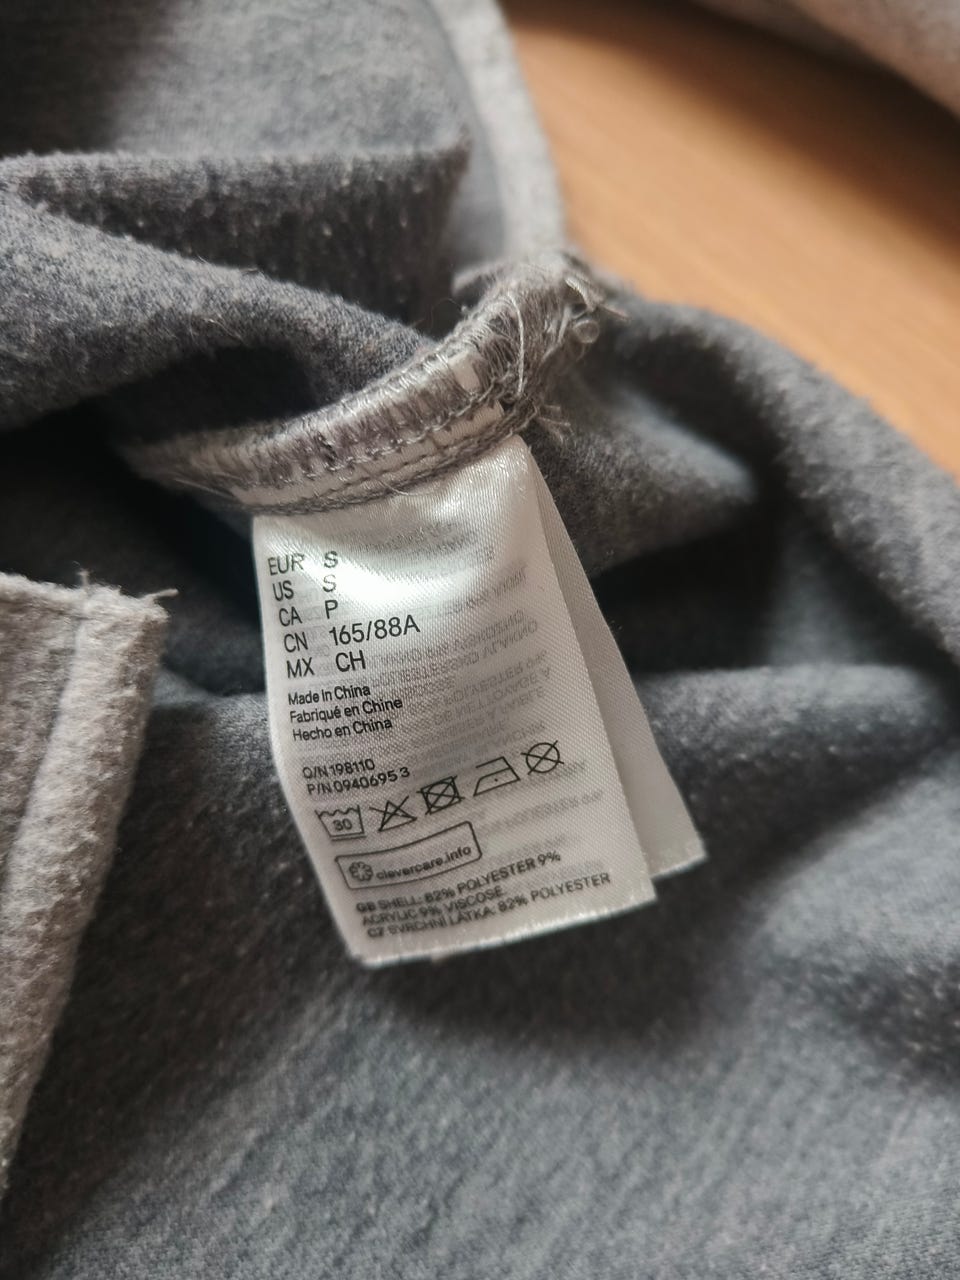 EUR S
US S
CA P
CN 165/88A
MX CH
Made in China
Fabriqué en Chine
Hecho en China
O/N 198110
P/N 0940695 3
30
clevercare.info
GB SHELL: 82% POLYESTER 9%
ACRYLIC 9% VISCOSE.
CZ SVRCHNÍ LÁTKA: 82% POLYESTER